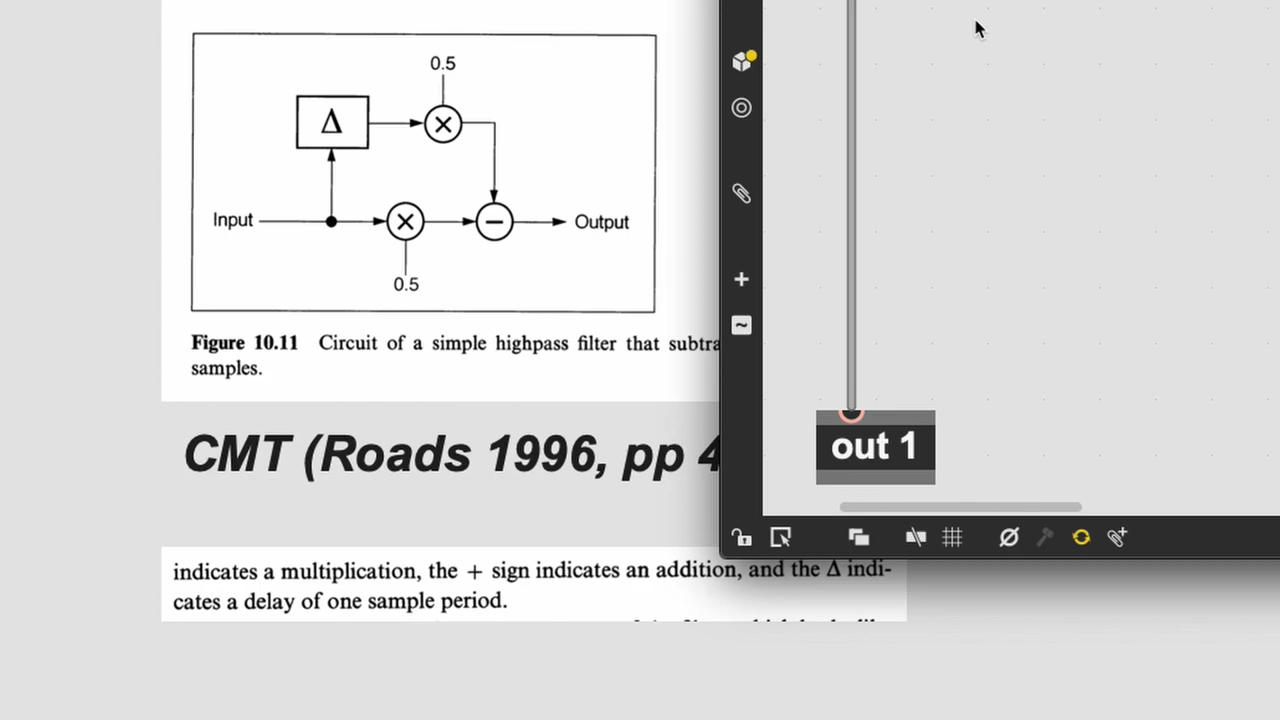 0.5
Δ
Input
Output
0.5
Figure 10.11 Circuit of a simple highpass filter that subtra
samples.
CMT (Roads 1996, pp 4
out 1
indicates a multiplication, the + sign indicates an addition, and the Δ indi-
cates a delay of one sample period.